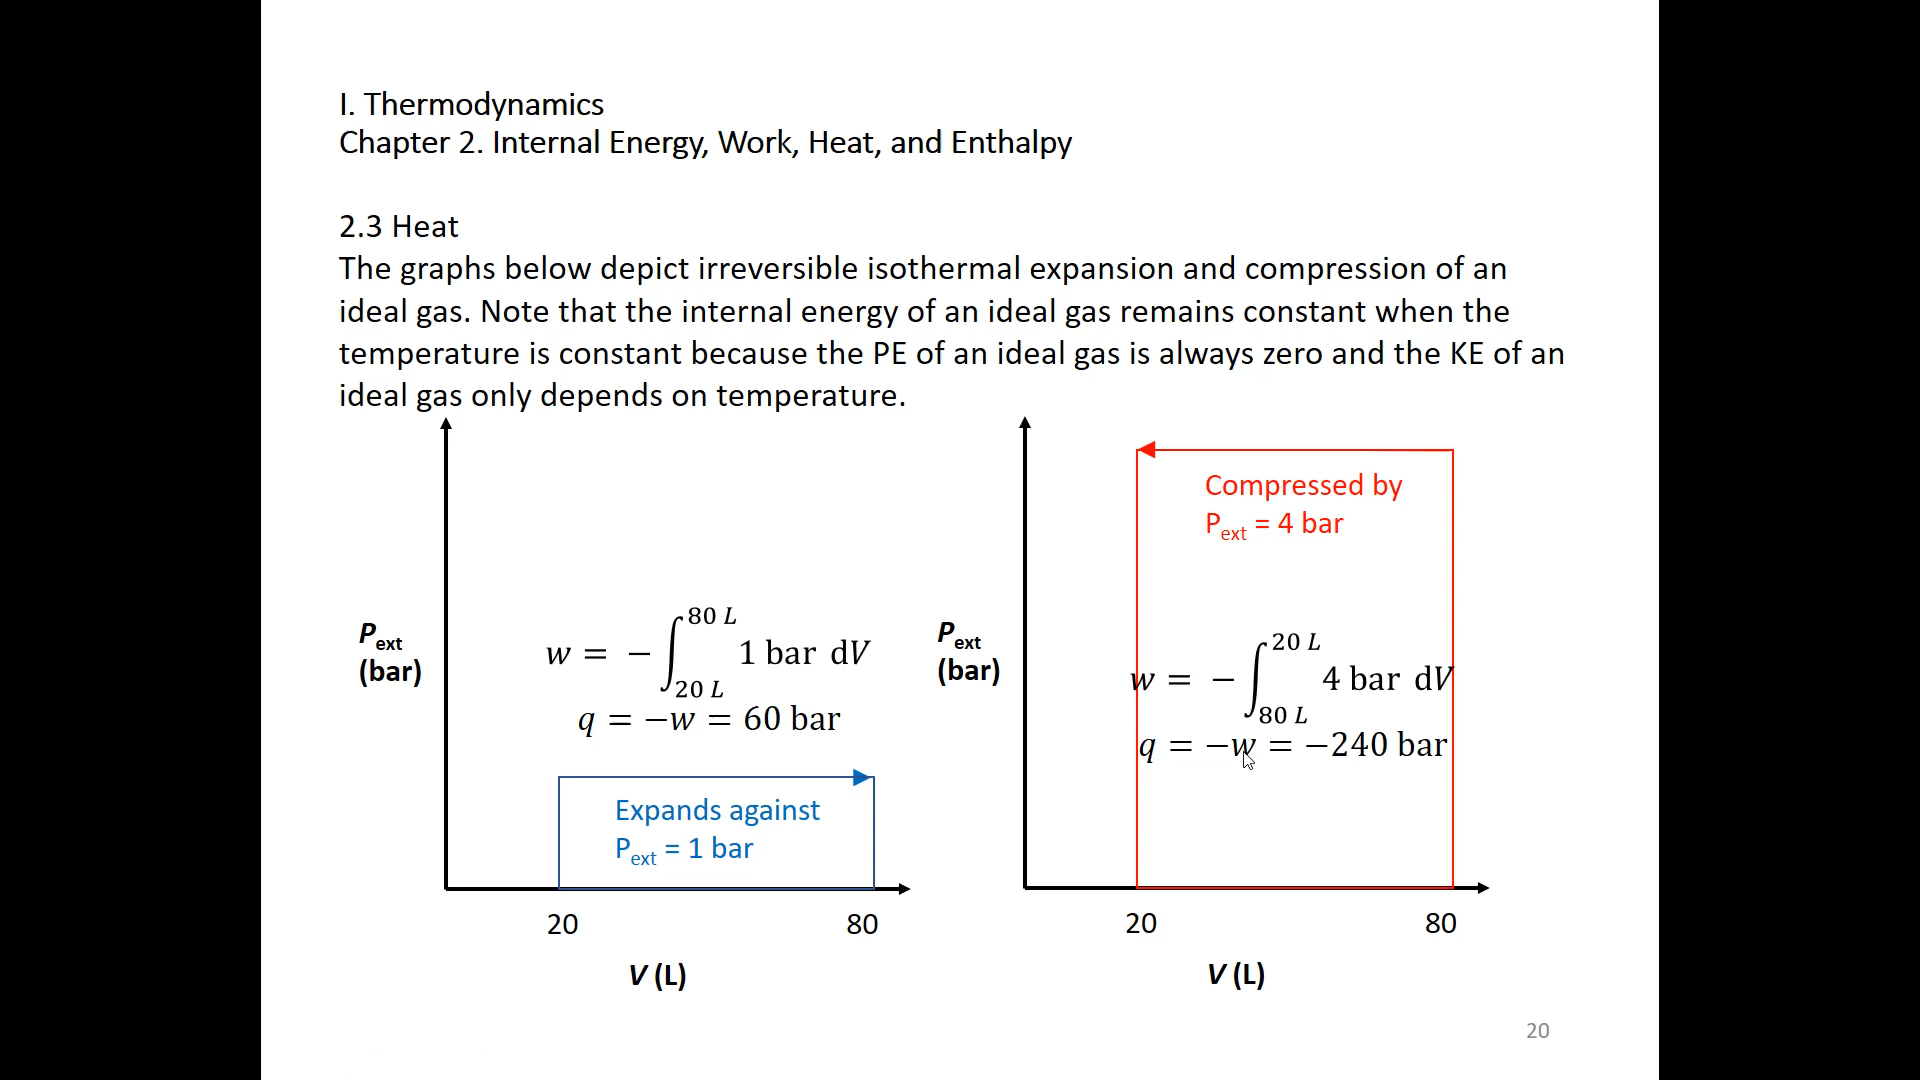 I. Thermodynamics
Chapter 2. Internal Energy, Work, Heat, and Enthalpy
2.3 Heat
The graphs below depict irreversible isothermal expansion and compression of an
ideal gas. Note that the internal energy of an ideal gas remains constant when the
temperature is constant because the PE of an ideal gas is always zero and the KE of an
ideal gas only depends on temperature.
P_ext
(bar)
w = −∫_{20 L}^{80 L} 1 bar dV
q = −w = 60 bar
Expands against
P_ext = 1 bar
20 80
V (L)
P_ext
(bar)
Compressed by
P_ext = 4 bar
w = −∫_{80 L}^{20 L} 4 bar dV
q = −w = −240 bar
20 80
V (L)
20